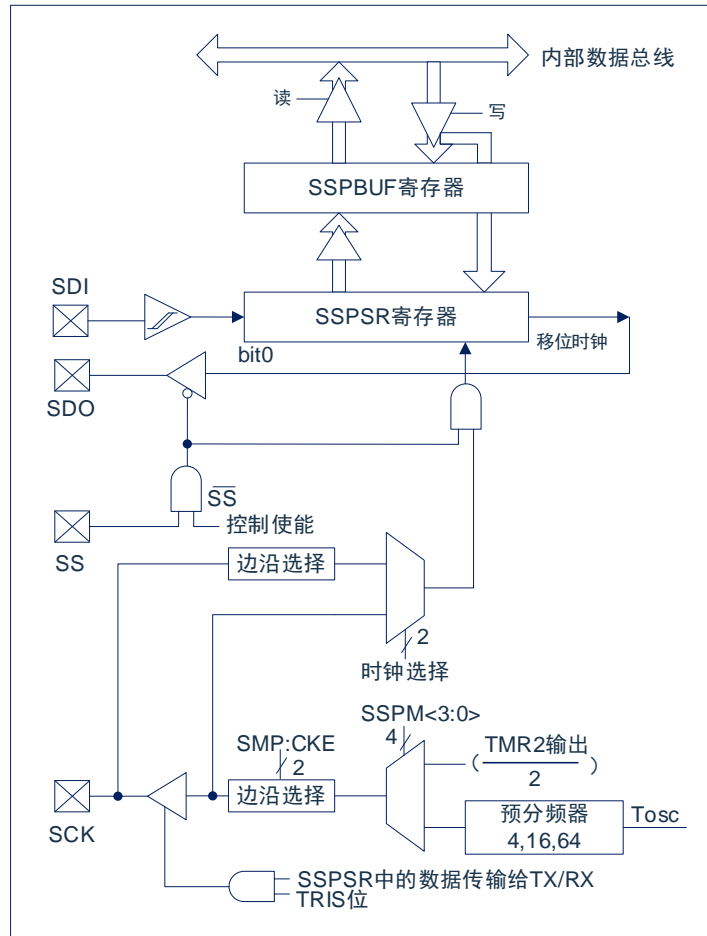 内部数据总线
读
写
SSPBUF寄存器
SDI
SSPSR寄存器
bit0
移位时钟
SDO
SS
控制使能
SS
边沿选择
2
时钟选择
SSPM<3:0>
4
SMP:CKE
2
(TMR2输出
2)
边沿选择
预分频器
4,16,64
Tosc
SCK
SSPSR中的数据传输给TX/RX
TRIS位